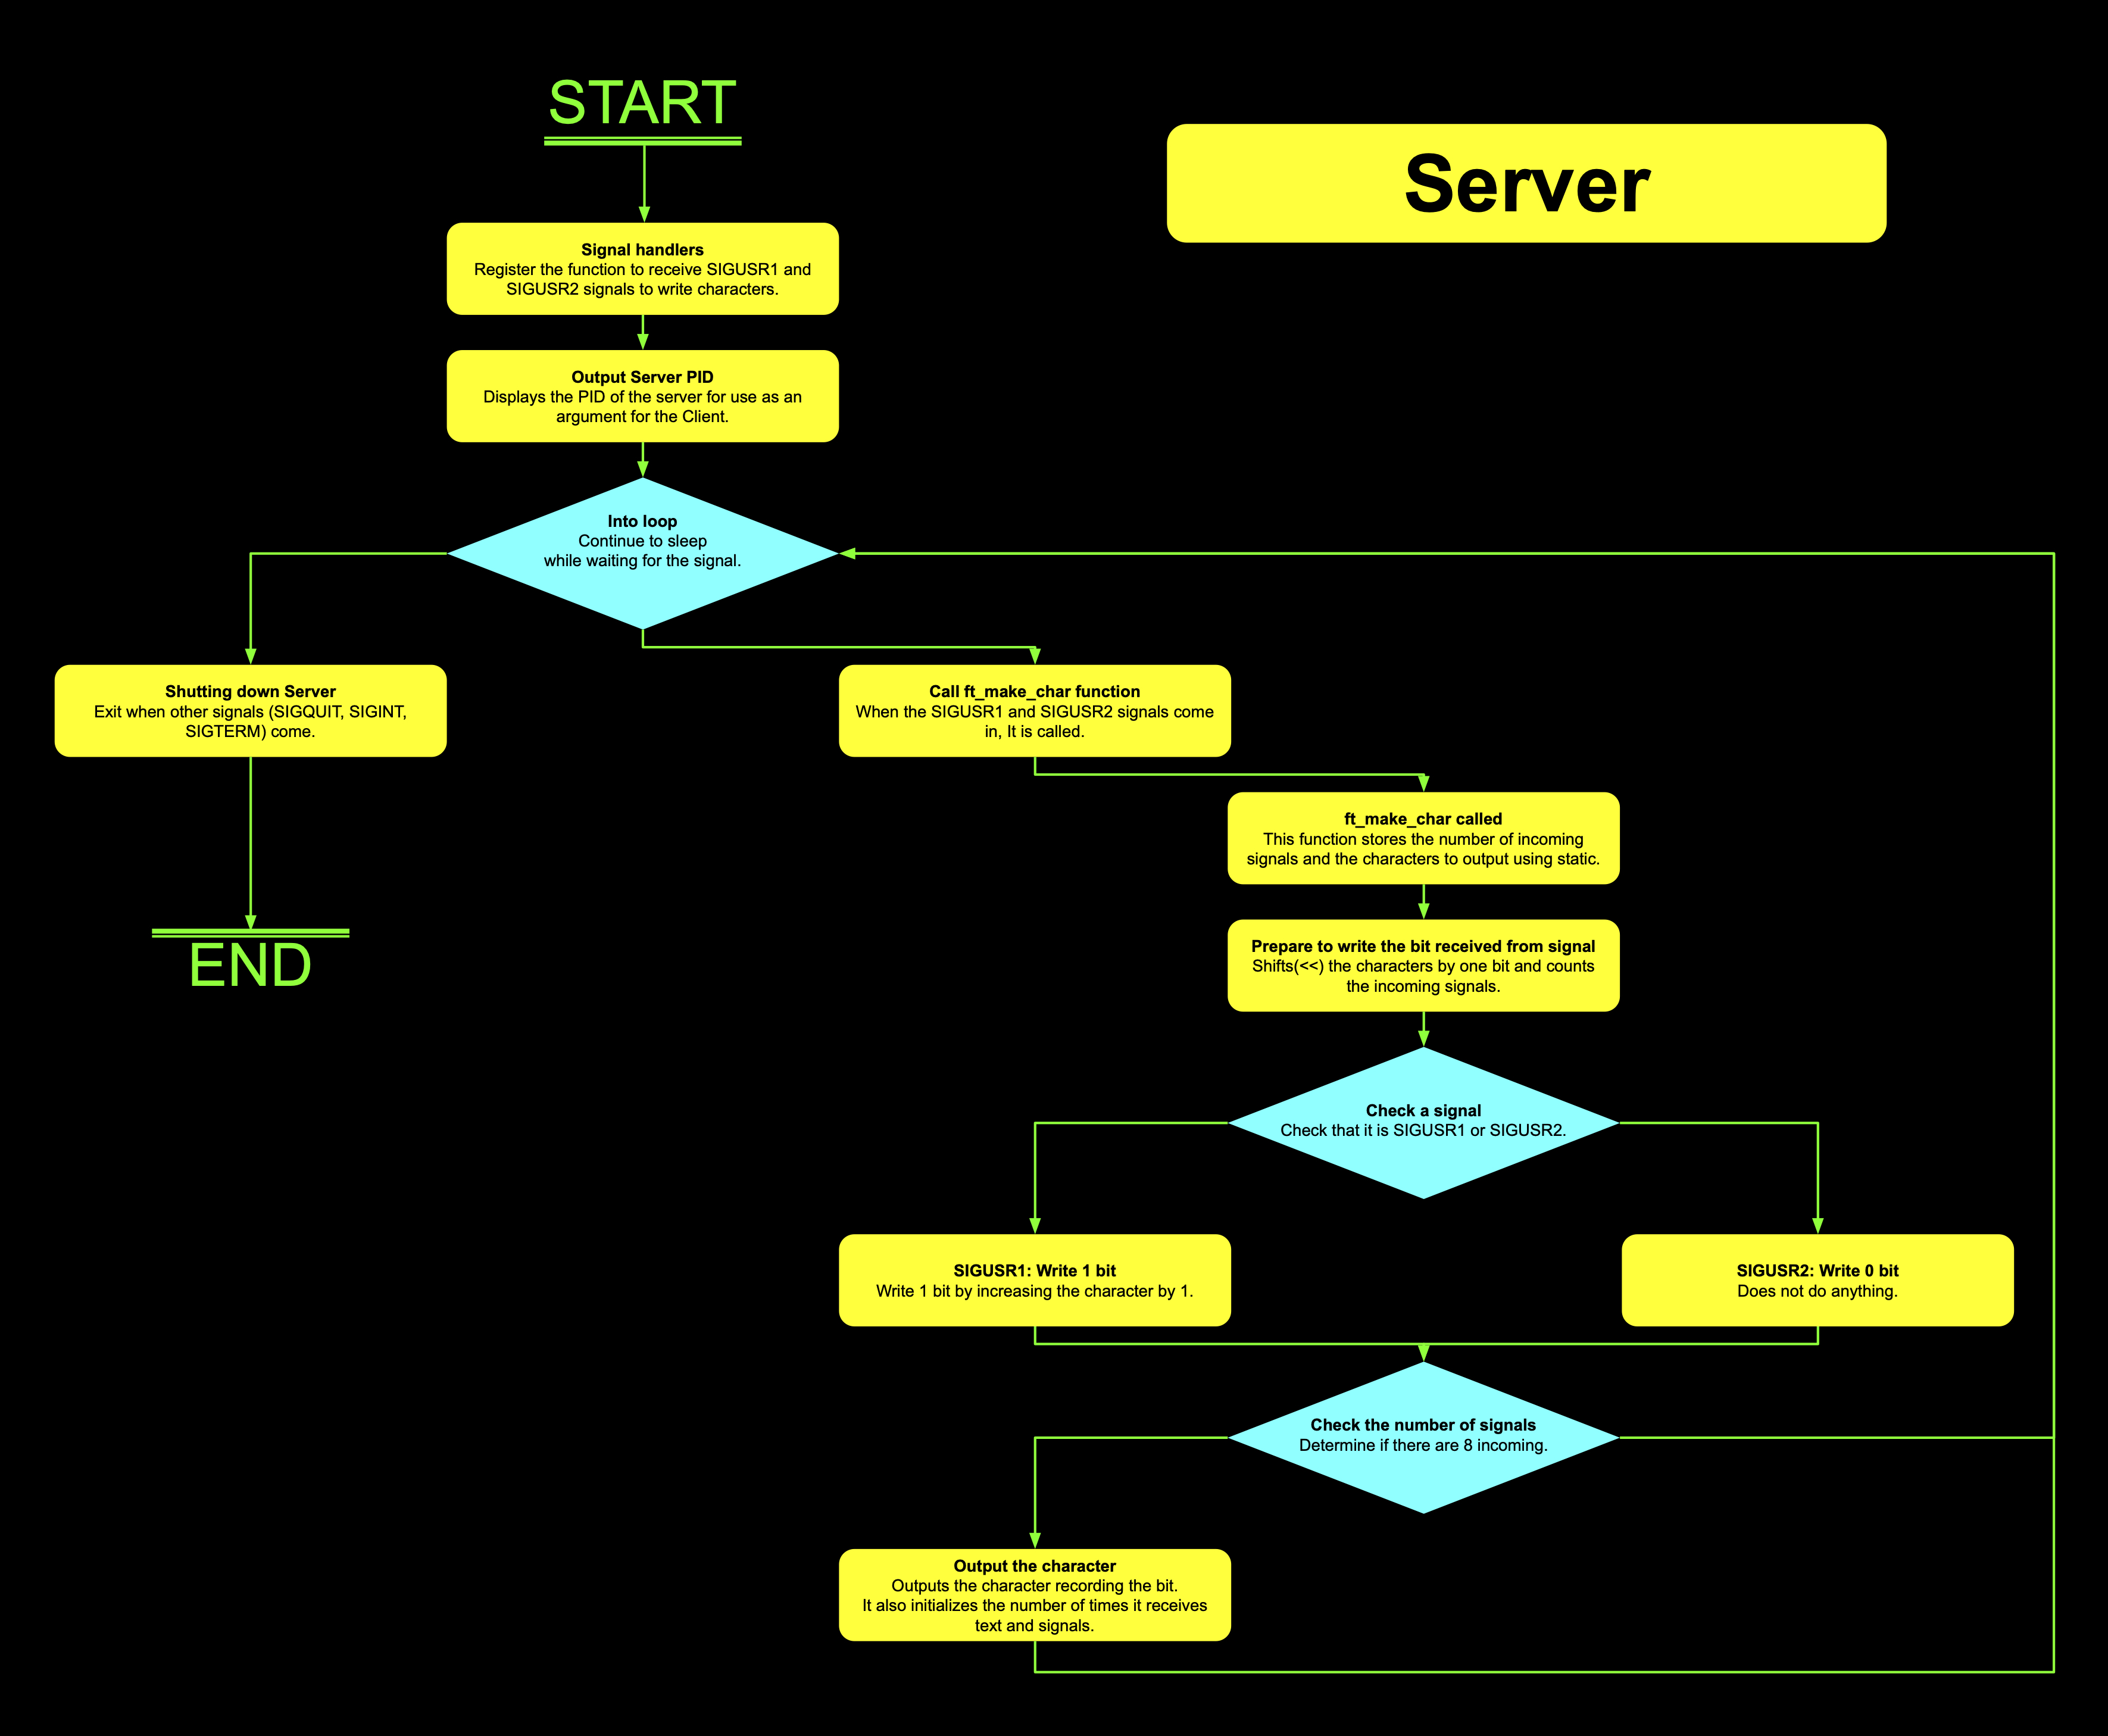 START
Server
Signal handlers
Register the function to receive SIGUSR1 and
SIGUSR2 signals to write characters.
Output Server PID
Displays the PID of the server for use as an
argument for the Client.
Into loop
Continue to sleep
while waiting for the signal.
Shutting down Server
Exit when other signals (SIGQUIT, SIGINT,
SIGTERM) come.
Call ft_make_char function
When the SIGUSR1 and SIGUSR2 signals come
in, It is called.
ft_make_char called
This function stores the number of incoming
signals and the characters to output using static.
END
Prepare to write the bit received from signal
Shifts(<<) the characters by one bit and counts
the incoming signals.
Check a signal
Check that it is SIGUSR1 or SIGUSR2.
SIGUSR1: Write 1 bit
Write 1 bit by increasing the character by 1.
SIGUSR2: Write 0 bit
Does not do anything.
Check the number of signals
Determine if there are 8 incoming.
Output the character
Outputs the character recording the bit.
It also initializes the number of times it receives
text and signals.